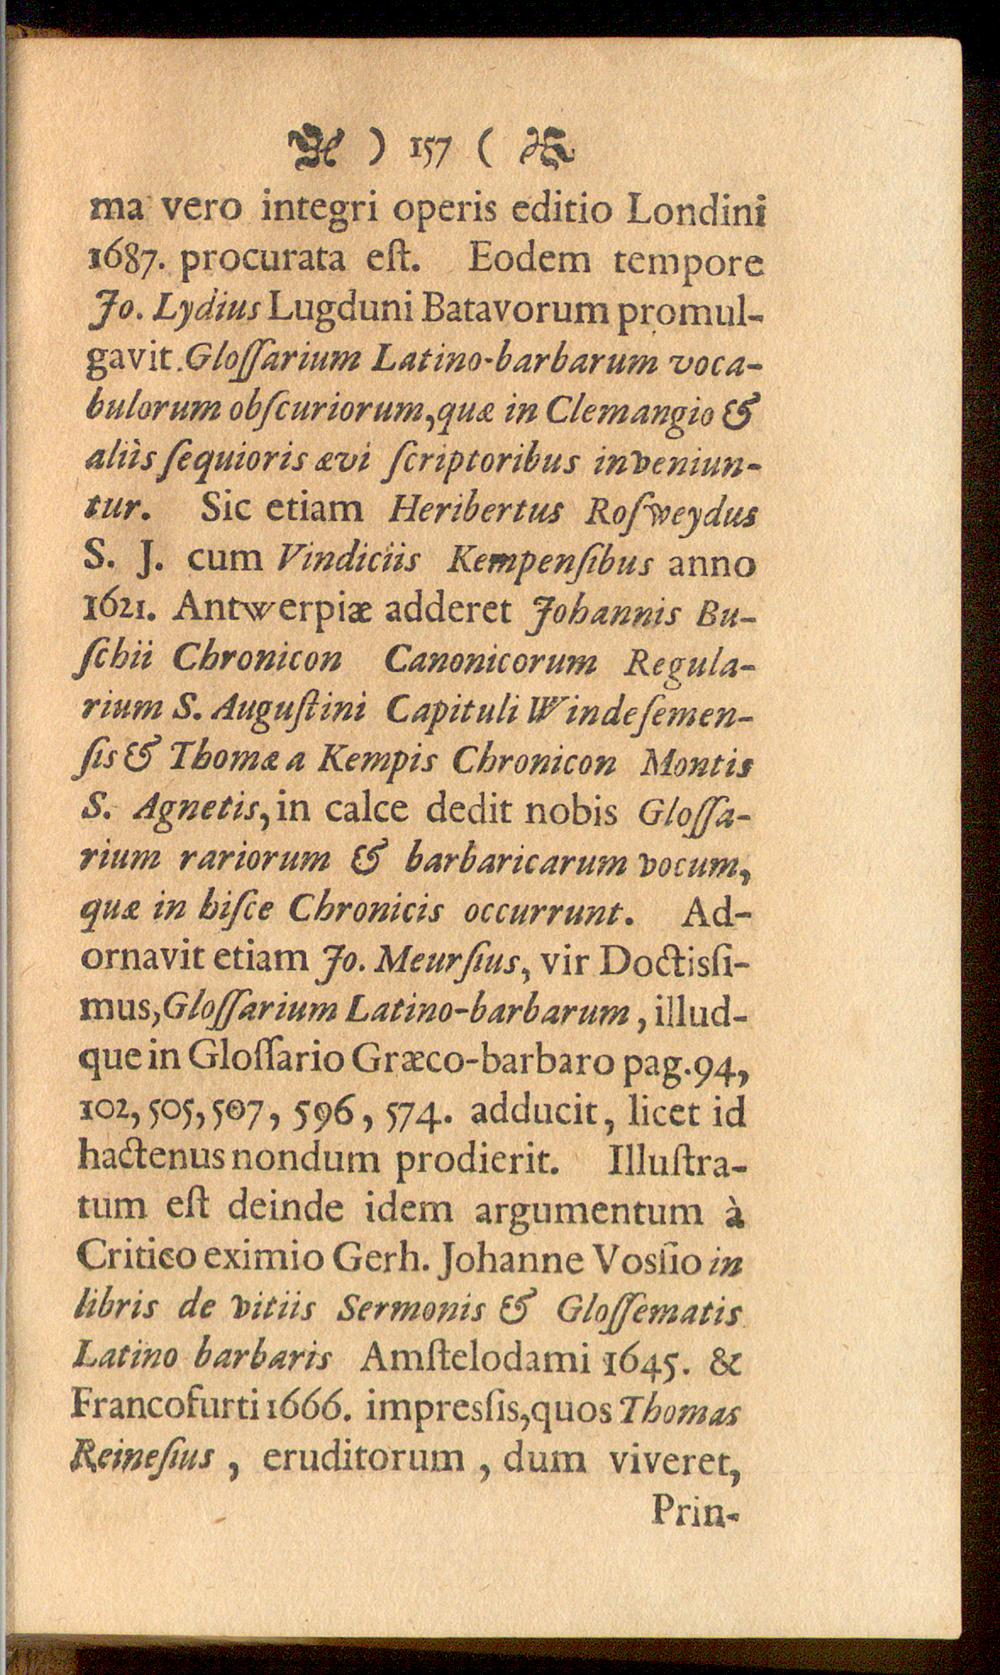 ) 157 (
ma vero integri operis editio Londini
1687. procurata eſt. Eodem tempore
Jo. Lydius Lugduni Batavorum promul-
gavit Gloſſarium Latino-barbarum voca-
bulorum obſcuriorum, quæ in Clemangio &
aliis ſequioris ævi ſcriptoribus inveniun-
tur. Sic etiam Heribertus Roſweydus
S. J. cum Vindiciis Kempenſibus anno
1621. Antwerpiæ adderet Johannis Bu-
ſchii Chronicon Canonicorum Regula-
rium S. Auguſtini Capituli Windeſemen-
ſis & Thomæ a Kempis Chronicon Montis
S. Agnetis, in calce dedit nobis Gloſſa-
rium rariorum & barbaricarum vocum,
quæ in hiſce Chronicis occurrunt. Ad-
ornavit etiam Jo. Meurſius, vir Doctisſi-
mus, Gloſſarium Latino-barbarum, illud-
que in Gloſſario Græco-barbaro pag. 94,
102, 505, 507, 596, 574. adducit, licet id
hactenus nondum prodierit. Illuſtra-
tum eſt deinde idem argumentum à
Critico eximio Gerh. Johanne Vosſio in
libris de vitiis Sermonis & Gloſſematis
Latino barbaris Amſtelodami 1645. &
Francofurti 1666. impresſis, quos Thomas
Reineſius, eruditorum, dum viveret,
Prin-